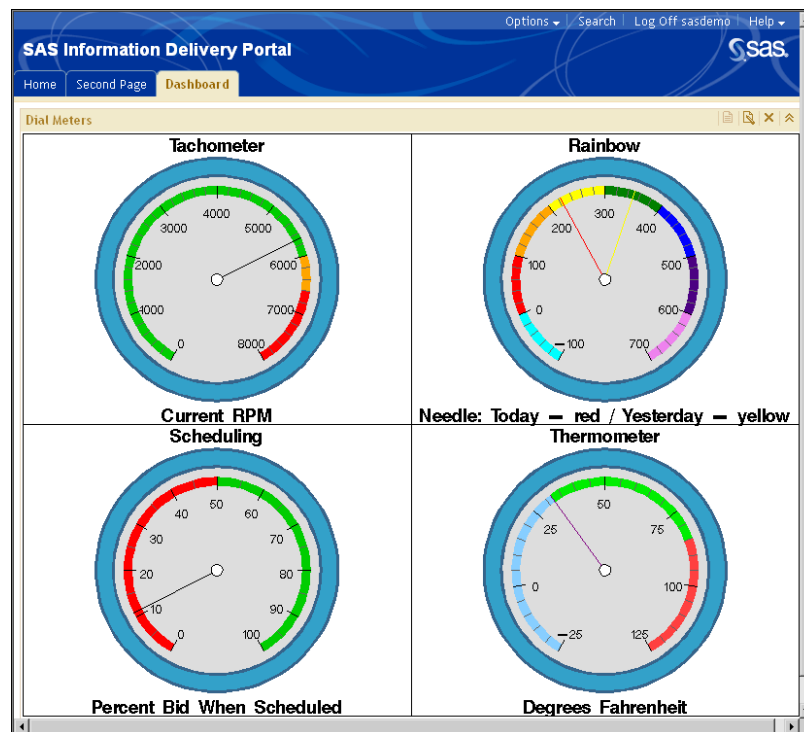 Options Search Log Off sasdemo Help
SAS Information Delivery Portal
sas.
Home Second Page Dashboard
Dial Meters
Tachometer
0 1000 2000 3000 4000 5000 6000 7000 8000
Current RPM
Rainbow
-100 0 100 200 300 400 500 600 700
Needle: Today - red / Yesterday - yellow
Scheduling
0 10 20 30 40 50 60 70 80 90 100
Percent Bid When Scheduled
Thermometer
-25 0 25 50 75 100 125
Degrees Fahrenheit